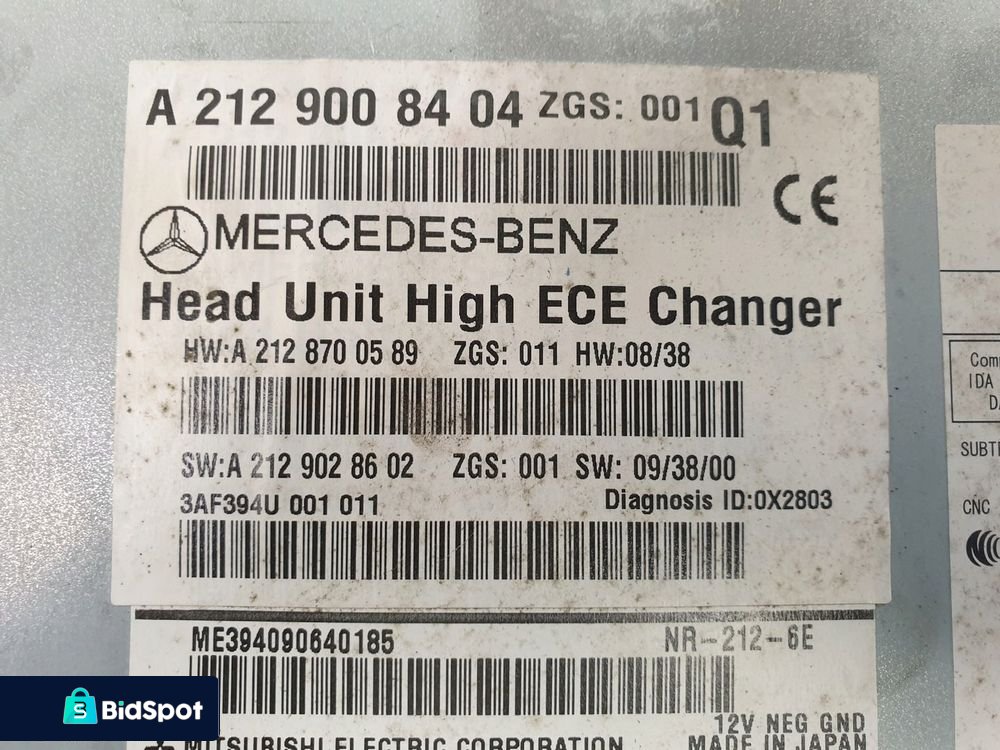 A 212 900 84 04 ZGS: 001 Q1
CE
MERCEDES-BENZ
Head Unit High ECE Changer
HW:A 212 870 05 89 ZGS: 011 HW:08/38
SW:A 212 902 86 02 ZGS: 001 SW: 09/38/00
3AF394U 001 011 Diagnosis ID:0X2803
ME394090640185 NR-212-6E
12V NEG GND
MITSUBISHI ELECTRIC CORPORATION MADE IN JAPAN
IDA
CNC
BidSpot